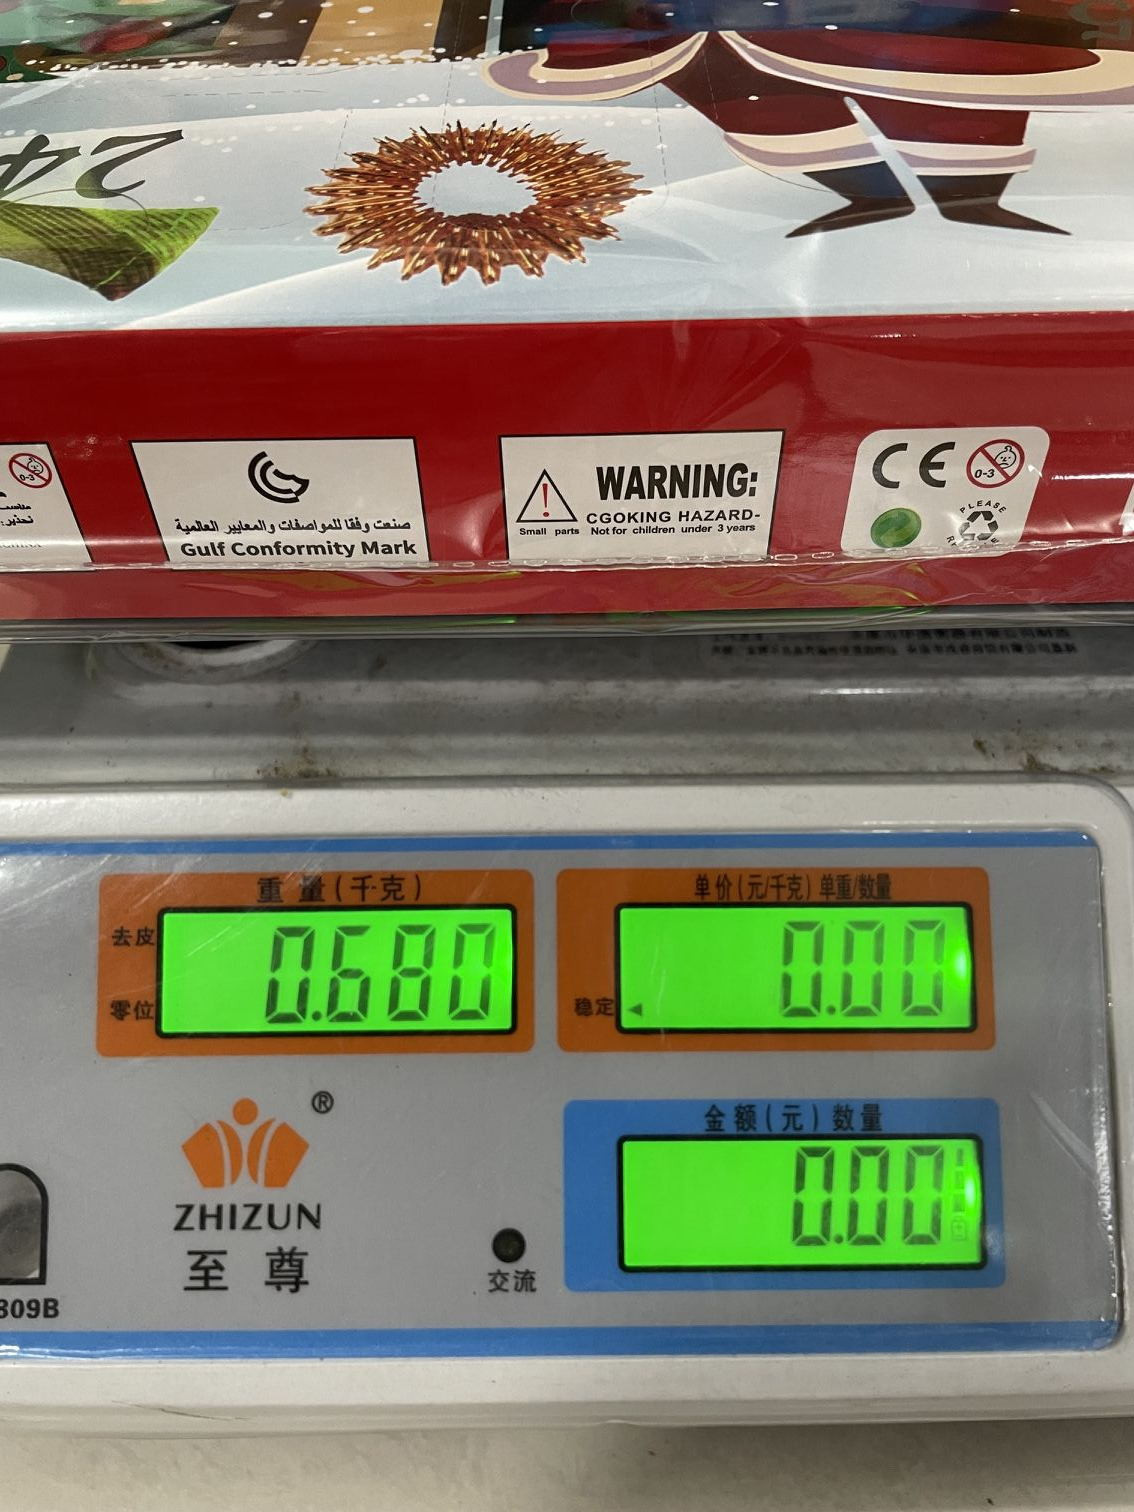 24
0-3
صنعت وفقا للمواصفات والمعايير العالمية
Gulf Conformity Mark
WARNING:
CGOKING HAZARD-
Small parts Not for children under 3 years
CE
0-3
PLEASE
重量(千克)
去皮
零位
0.680
单价(元/千克)单重/数量
稳定
0.00
®
ZHIZUN
至尊
交流
金额(元)数量
0.00
809B